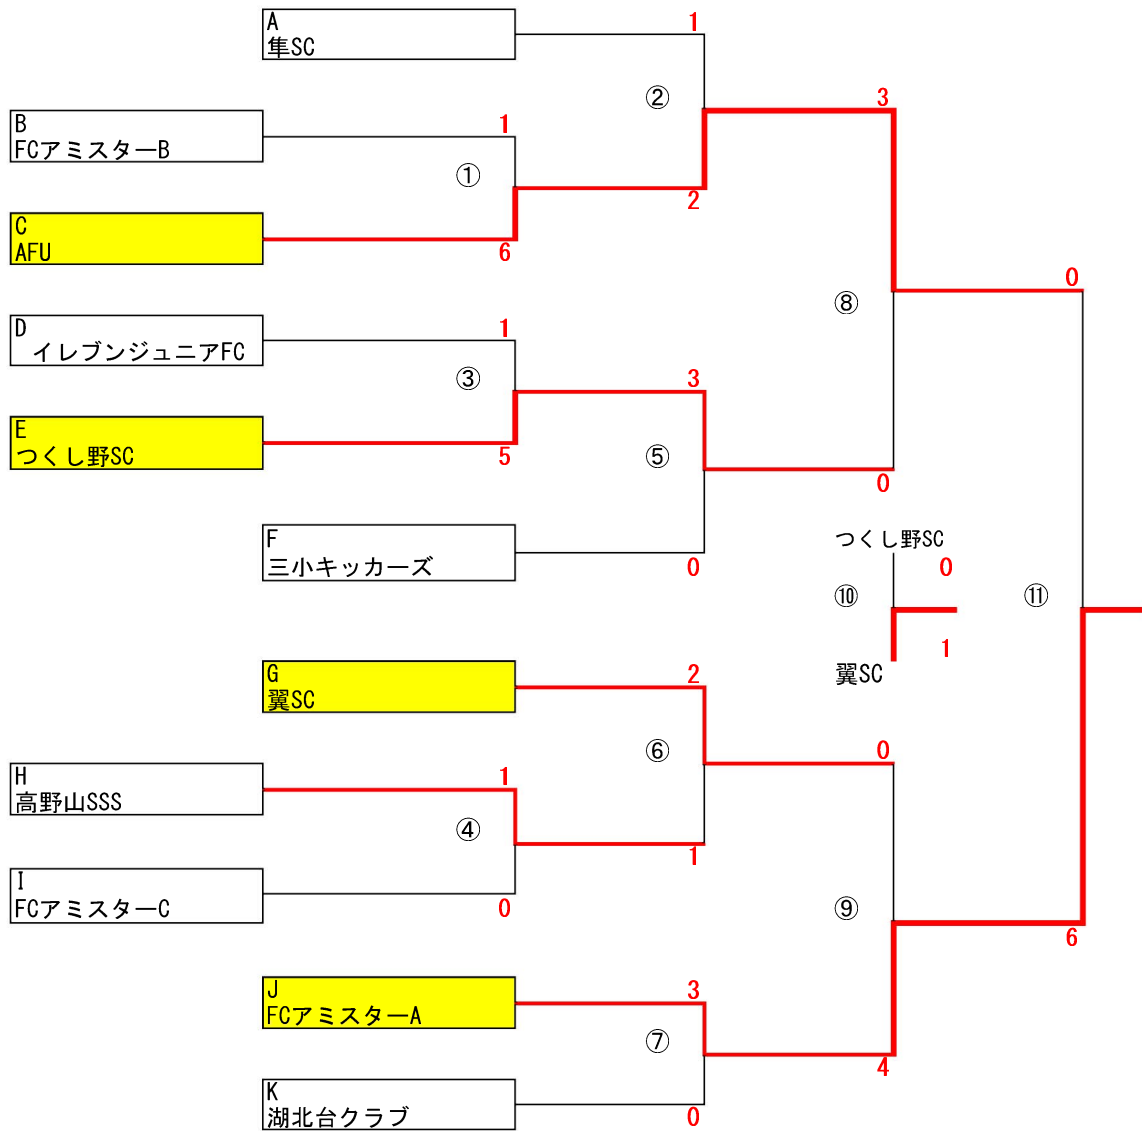 A
隼SC
1
②
3
B
FCアミスターB
1
①
2
C
AFU
6
0
⑧
D
イレブンジュニアFC
1
③
3
E
つくし野SC
5
⑤
0
F
三小キッカーズ
0
つくし野SC
0
⑩
⑪
1
翼SC
G
翼SC
2
⑥
0
H
高野山SSS
1
④
1
I
FCアミスターC
0
⑨
6
J
FCアミスターA
3
⑦
4
K
湖北台クラブ
0